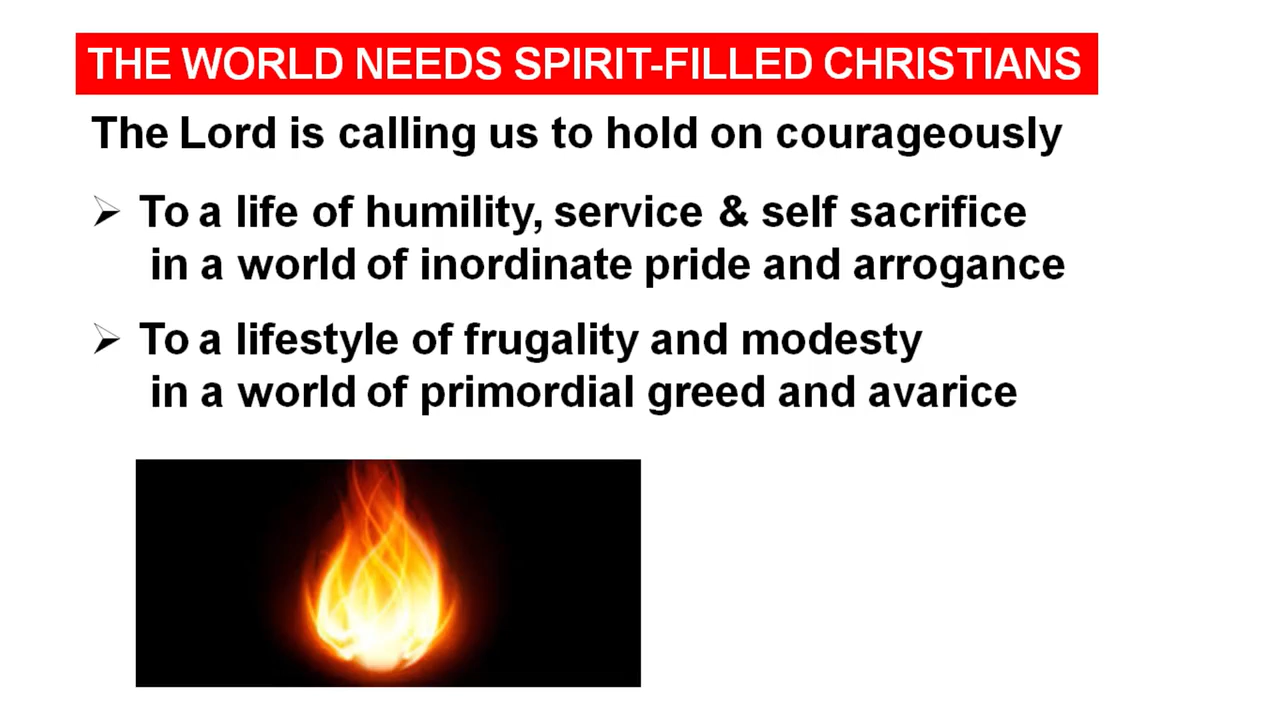 THE WORLD NEEDS SPIRIT-FILLED CHRISTIANS
The Lord is calling us to hold on courageously
➢ To a life of humility, service & self sacrifice
in a world of inordinate pride and arrogance
➢ To a lifestyle of frugality and modesty
in a world of primordial greed and avarice